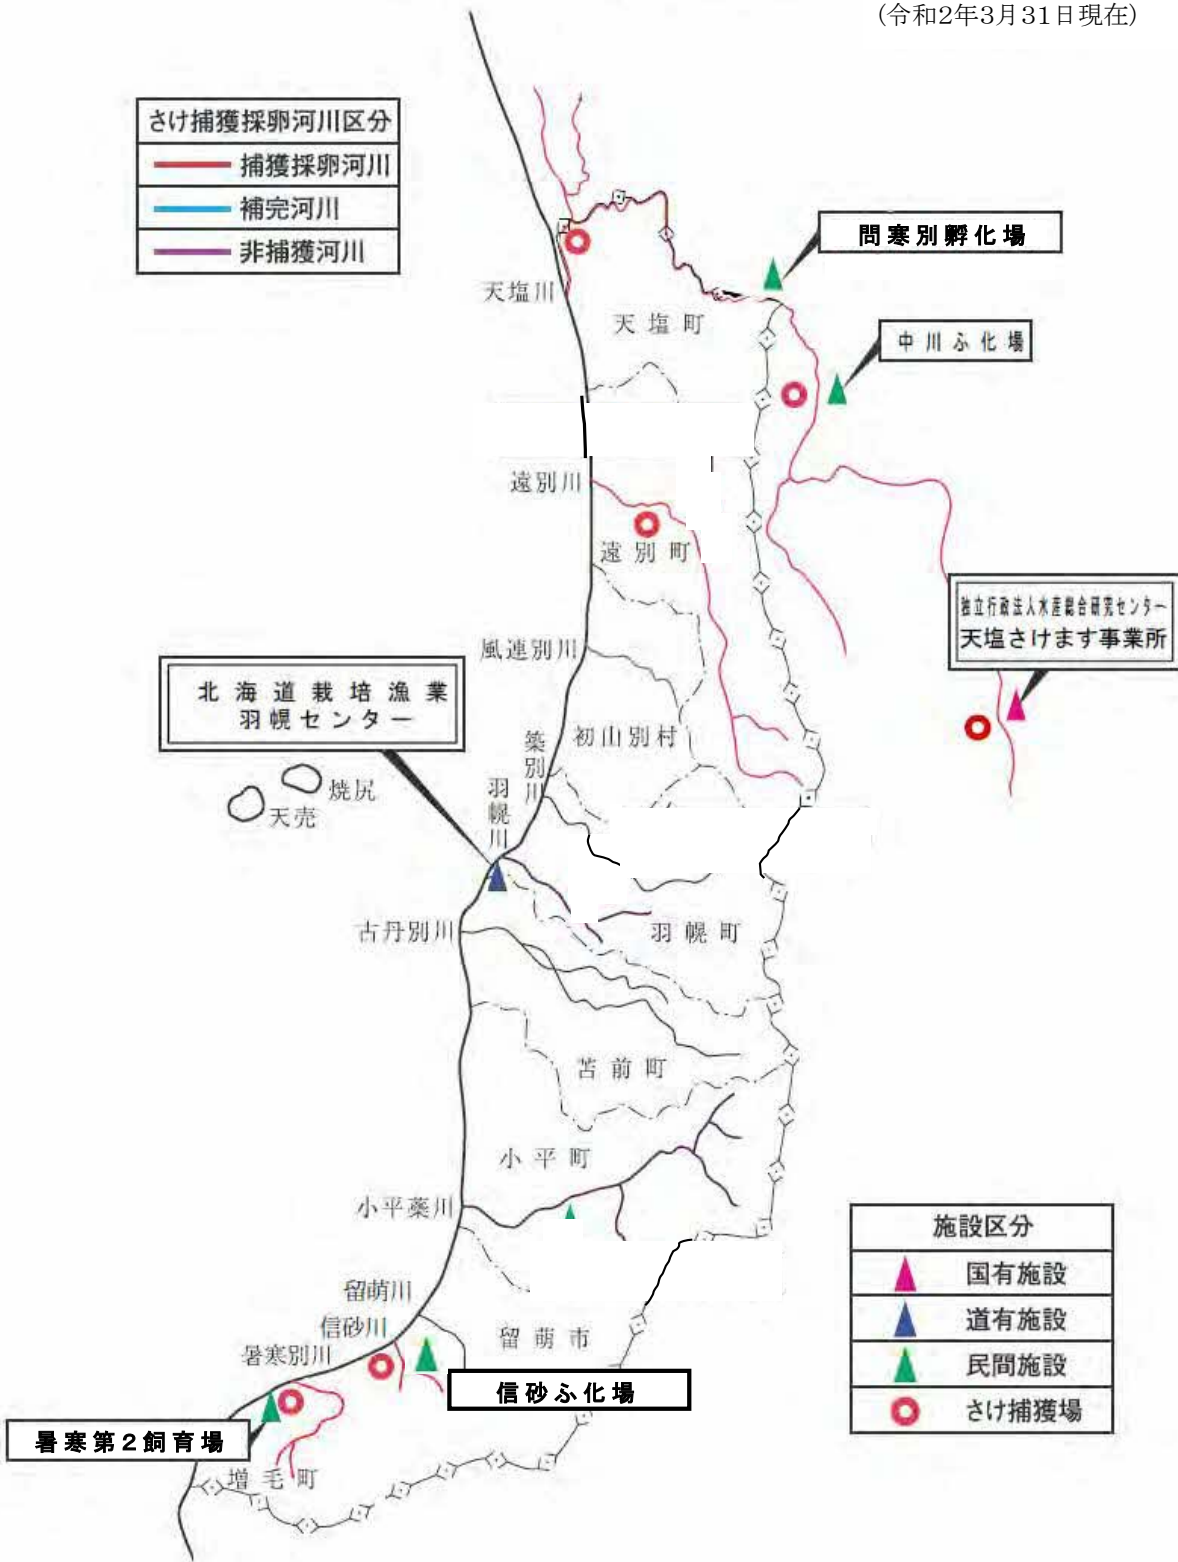 (令和2年3月31日現在)
さけ捕獲採卵河川区分
捕獲採卵河川
補完河川
非捕獲河川
問寒別孵化場
天塩川
天塩町
中川ふ化場
遠別川
遠別町
独立行政法人水産総合研究センター
天塩さけます事業所
風連別川
北海道栽培漁業
羽幌センター
初山別村
築別川
羽幌川
焼尻
天売
古丹別川
羽幌町
苫前町
小平町
小平蘂川
施設区分
国有施設
道有施設
民間施設
さけ捕獲場
留萌川
信砂川
留萌市
暑寒別川
信砂ふ化場
暑寒第2飼育場
増毛町